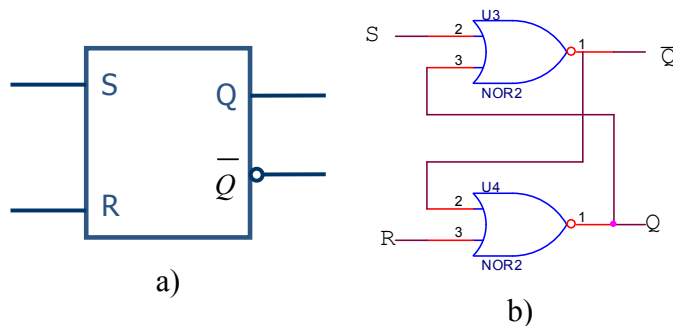 S Q
R Q̅
a)
U3
S 2 1 Q̅
3
NOR2
U4
2 1 Q
R 3
NOR2
b)